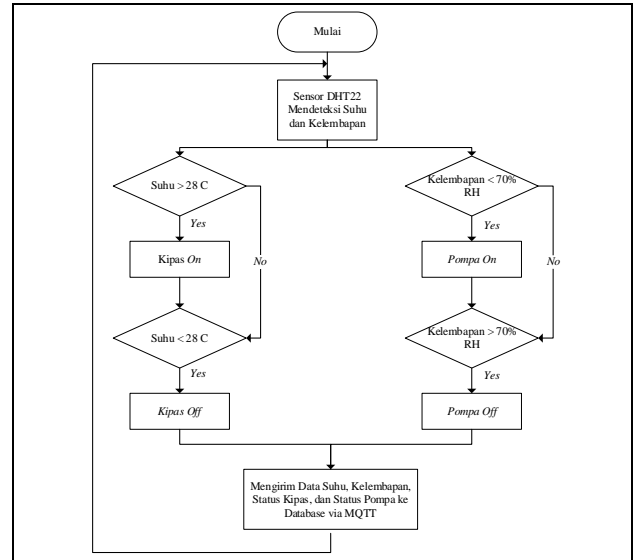 Mulai
Sensor DHT22
Mendeteksi Suhu
dan Kelembapan
Suhu > 28 C
Yes
No
Kipas On
Suhu < 28 C
Yes
Kipas Off
Kelembapan < 70%
RH
Yes
No
Pompa On
Kelembapan > 70%
RH
Yes
Pompa Off
Mengirim Data Suhu, Kelembapan,
Status Kipas, dan Status Pompa ke
Database via MQTT